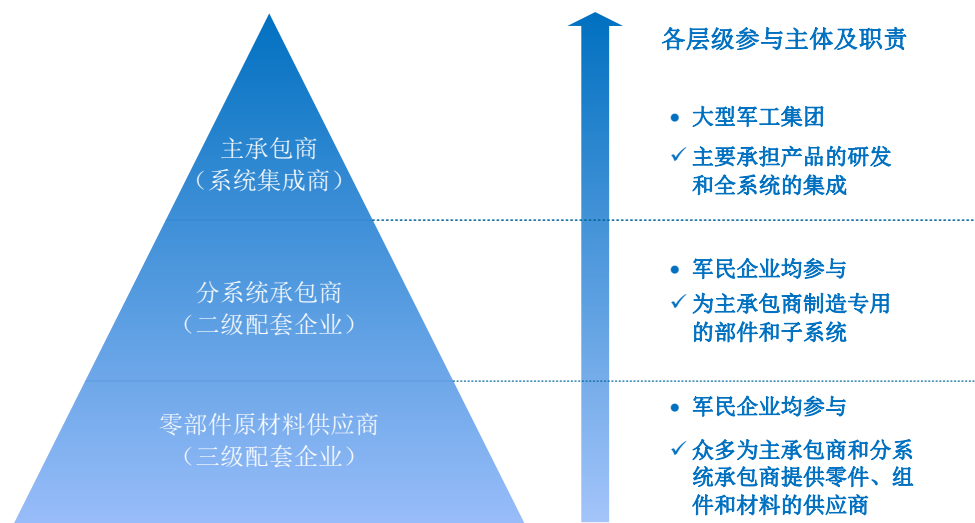 各层级参与主体及职责
主承包商
（系统集成商）
• 大型军工集团
✓ 主要承担产品的研发
和全系统的集成
分系统承包商
（二级配套企业）
• 军民企业均参与
✓ 为主承包商制造专用
的部件和子系统
零部件原材料供应商
（三级配套企业）
• 军民企业均参与
✓ 众多为主承包商和分系
统承包商提供零件、组
件和材料的供应商